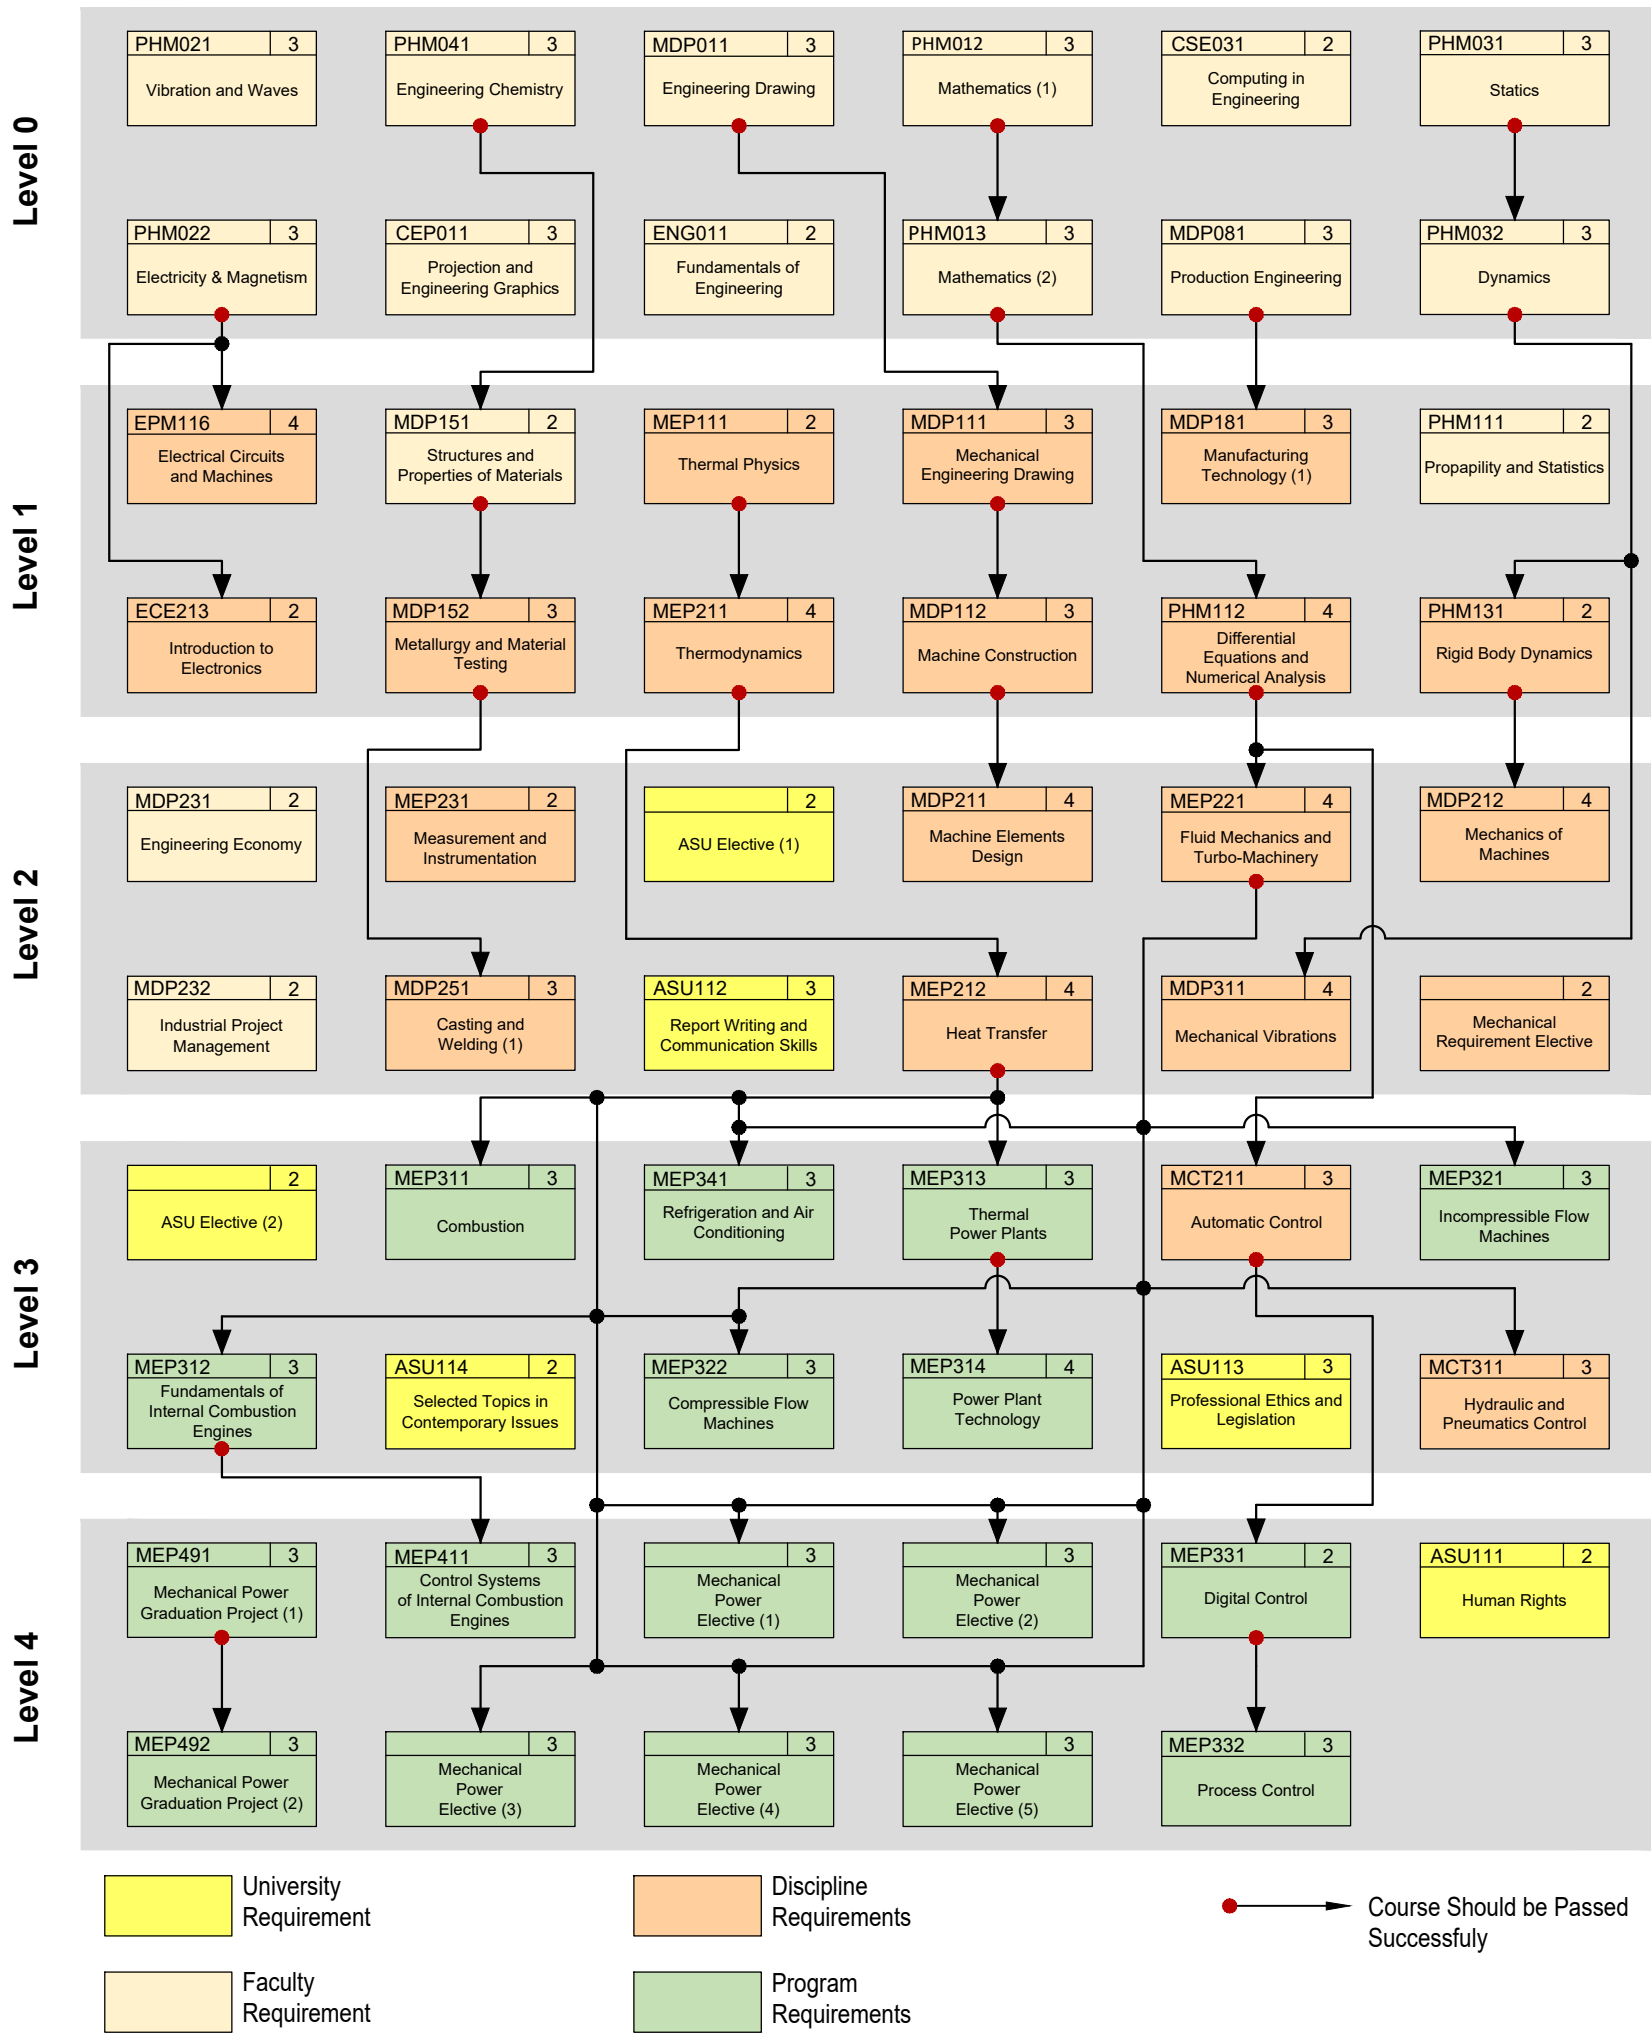 Level 0
PHM021 3
Vibration and Waves
PHM041 3
Engineering Chemistry
MDP011 3
Engineering Drawing
PHM012 3
Mathematics (1)
CSE031 2
Computing in
Engineering
PHM031 3
Statics
PHM022 3
Electricity & Magnetism
CEP011 3
Projection and
Engineering Graphics
ENG011 2
Fundamentals of
Engineering
PHM013 3
Mathematics (2)
MDP081 3
Production Engineering
PHM032 3
Dynamics
Level 1
EPM116 4
Electrical Circuits
and Machines
MDP151 2
Structures and
Properties of Materials
MEP111 2
Thermal Physics
MDP111 3
Mechanical
Engineering Drawing
MDP181 3
Manufacturing
Technology (1)
PHM111 2
Propapility and Statistics
ECE213 2
Introduction to
Electronics
MDP152 3
Metallurgy and Material
Testing
MEP211 4
Thermodynamics
MDP112 3
Machine Construction
PHM112 4
Differential
Equations and
Numerical Analysis
PHM131 2
Rigid Body Dynamics
Level 2
MDP231 2
Engineering Economy
MEP231 2
Measurement and
Instrumentation
2
ASU Elective (1)
MDP211 4
Machine Elements
Design
MEP221 4
Fluid Mechanics and
Turbo-Machinery
MDP212 4
Mechanics of
Machines
MDP232 2
Industrial Project
Management
MDP251 3
Casting and
Welding (1)
ASU112 3
Report Writing and
Communication Skills
MEP212 4
Heat Transfer
MDP311 4
Mechanical Vibrations
2
Mechanical
Requirement Elective
Level 3
2
ASU Elective (2)
MEP311 3
Combustion
MEP341 3
Refrigeration and Air
Conditioning
MEP313 3
Thermal
Power Plants
MCT211 3
Automatic Control
MEP321 3
Incompressible Flow
Machines
MEP312 3
Fundamentals of
Internal Combustion
Engines
ASU114 2
Selected Topics in
Contemporary Issues
MEP322 3
Compressible Flow
Machines
MEP314 4
Power Plant
Technology
ASU113 3
Professional Ethics and
Legislation
MCT311 3
Hydraulic and
Pneumatics Control
Level 4
MEP491 3
Mechanical Power
Graduation Project (1)
MEP411 3
Control Systems
of Internal Combustion
Engines
3
Mechanical
Power
Elective (1)
3
Mechanical
Power
Elective (2)
MEP331 2
Digital Control
ASU111 2
Human Rights
MEP492 3
Mechanical Power
Graduation Project (2)
3
Mechanical
Power
Elective (3)
3
Mechanical
Power
Elective (4)
3
Mechanical
Power
Elective (5)
MEP332 3
Process Control
University
Requirement
Discipline
Requirements
Course Should be Passed
Successfuly
Faculty
Requirement
Program
Requirements